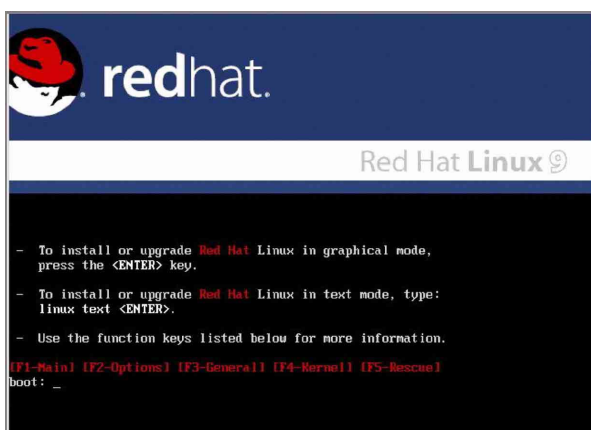 redhat.
Red Hat Linux 9
- To install or upgrade Red Hat Linux in graphical mode,
press the <ENTER> key.
- To install or upgrade Red Hat Linux in text mode, type:
linux text <ENTER>.
- Use the function keys listed below for more information.
[F1-Main] [F2-Options] [F3-General] [F4-Kernel] [F5-Rescue]
boot: _